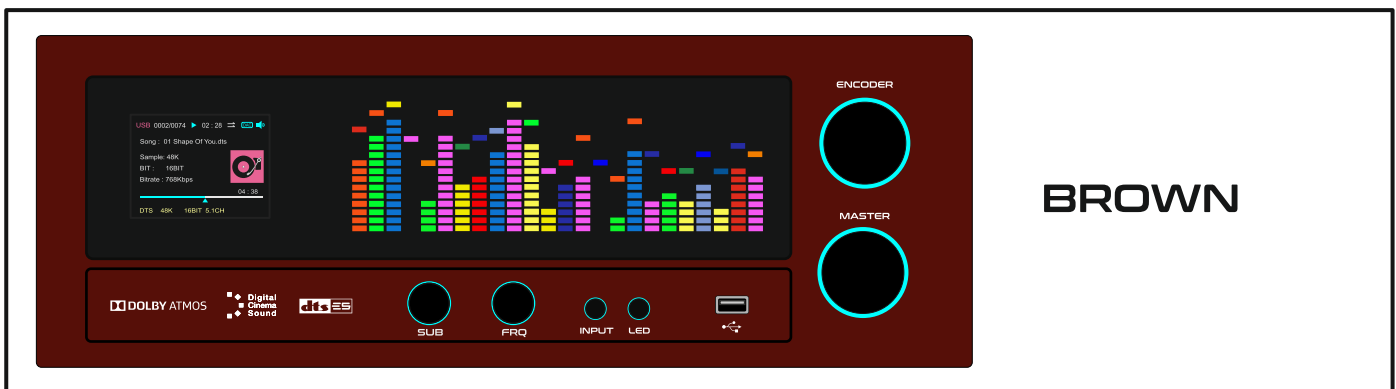 USB 0002/0074 02 : 28
Song : 01 Shape Of You.dts
Sample: 48K
BIT : 16BIT
Bitrate : 768Kbps
04 : 38
DTS 48K 16BIT 5.1CH
ENCODER
MASTER
BROWN
DOLBY ATMOS
Digital
Cinema
Sound
dts ES
SUB
FRQ
INPUT
LED